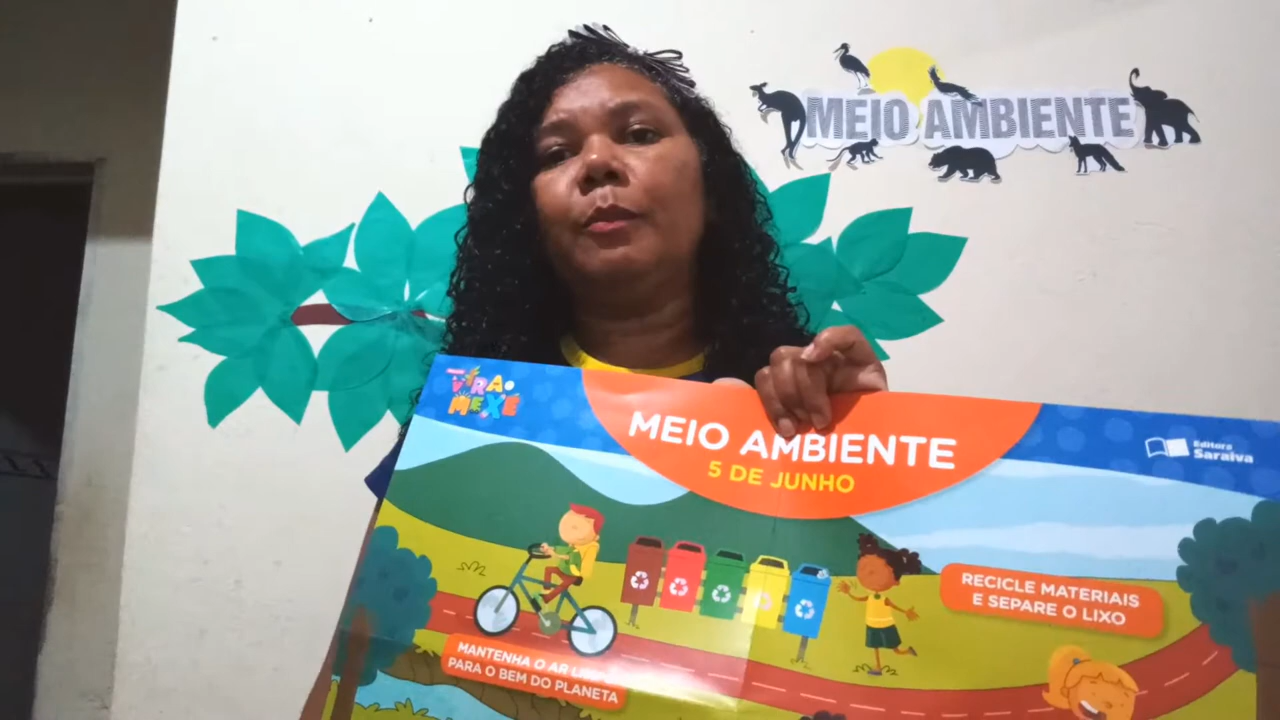 MEIO AMBIENTE
VIRA
MEXE
MEIO AMBIENTE
5 DE JUNHO
Editora
Saraiva
RECICLE MATERIAIS
E SEPARE O LIXO
MANTENHA O AR
PARA O BEM DO PLANETA